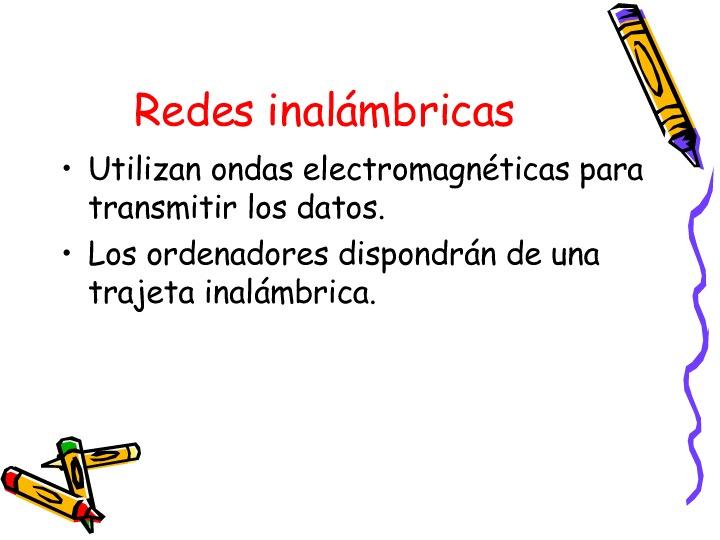 Redes inalámbricas
• Utilizan ondas electromagnéticas para
transmitir los datos.
• Los ordenadores dispondrán de una
trajeta inalámbrica.